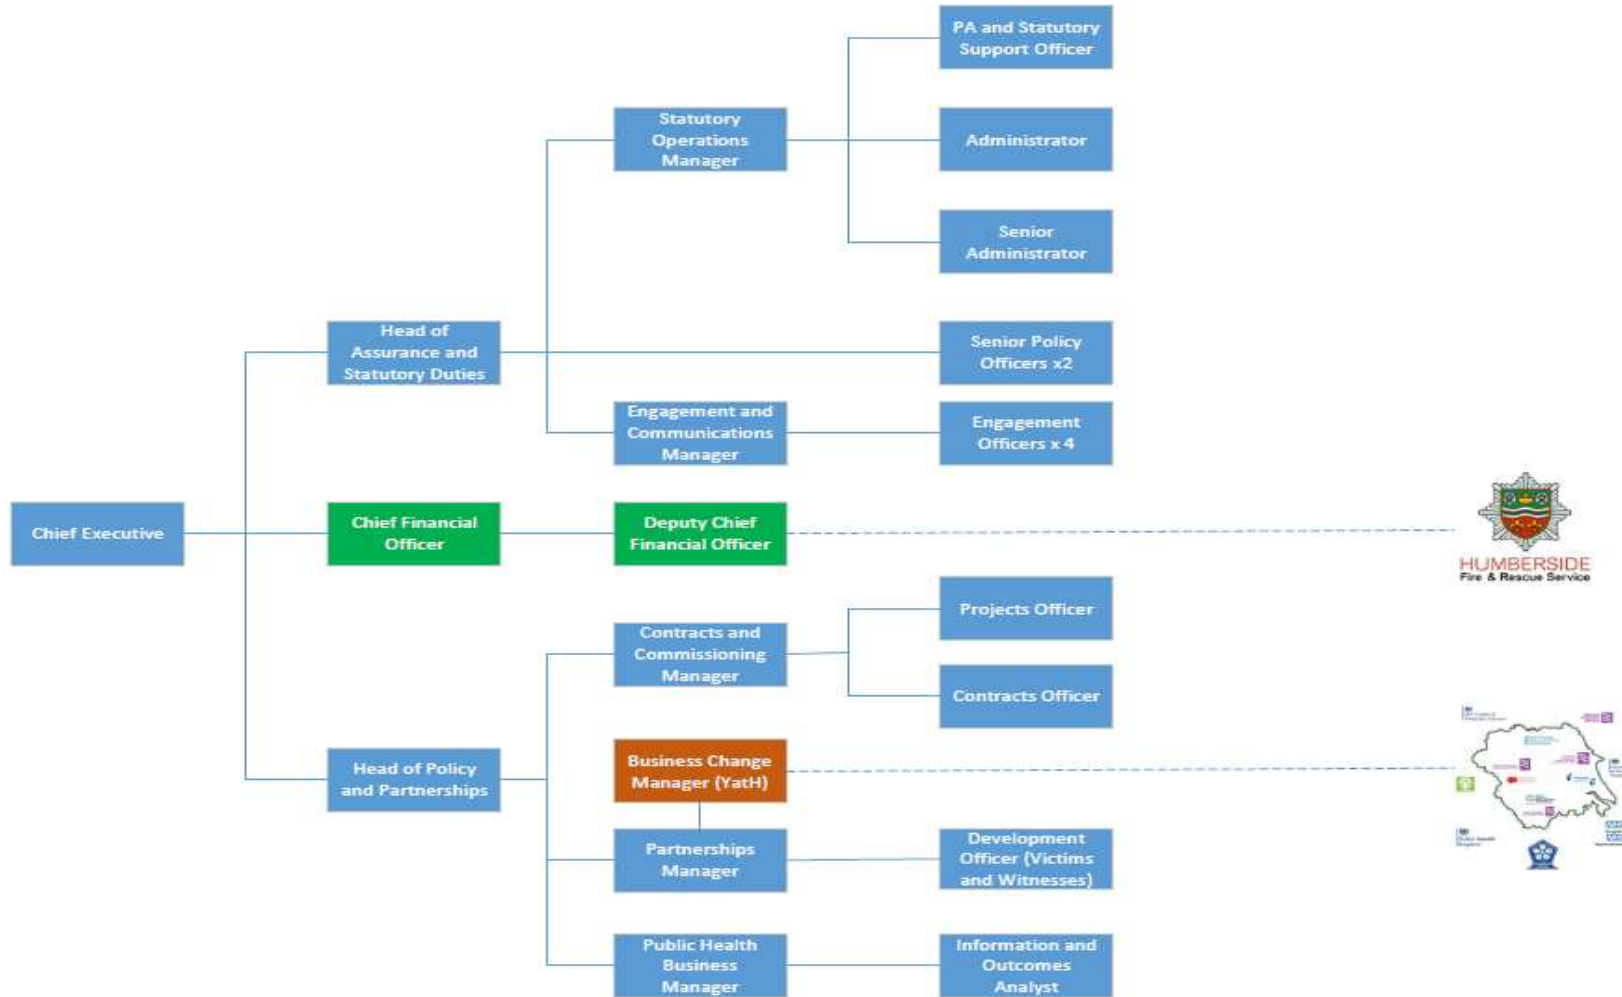 PA and Statutory
Support Officer
Statutory
Operations
Manager
Administrator
Senior
Administrator
Head of
Assurance and
Statutory Duties
Senior Policy
Officers x2
Engagement and
Communications
Manager
Engagement
Officers x 4
Chief Executive
Chief Financial
Officer
Deputy Chief
Financial Officer
HUMBERSIDE
Fire & Rescue Service
Contracts and
Commissioning
Manager
Projects Officer
Contracts Officer
Head of Policy
and Partnerships
Business Change
Manager (YatH)
Partnerships
Manager
Development
Officer (Victims
and Witnesses)
Public Health
Business
Manager
Information and
Outcomes
Analyst